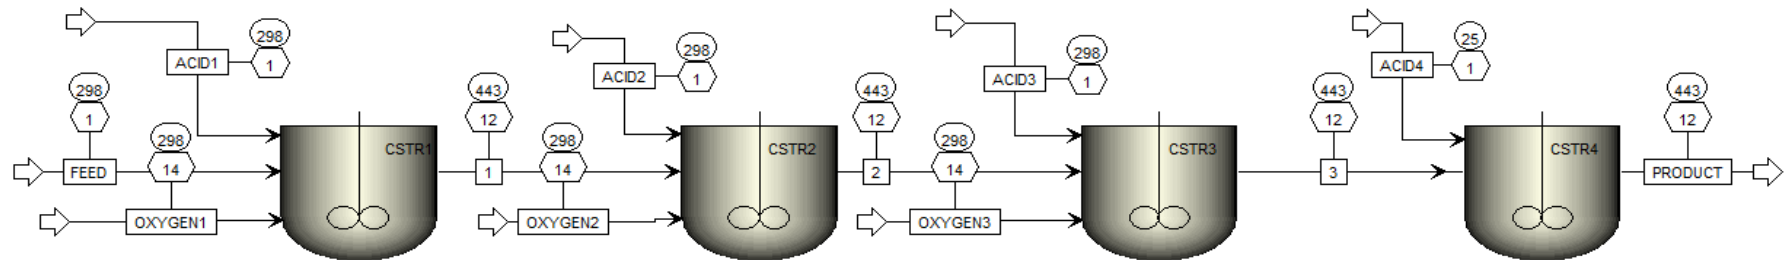 298
ACID1
1
298
1
FEED
298
14
OXYGEN1
CSTR1
443
12
1
298
ACID2
1
298
14
OXYGEN2
CSTR2
443
12
2
298
ACID3
1
298
14
OXYGEN3
CSTR3
443
12
3
25
ACID4
1
CSTR4
443
12
PRODUCT